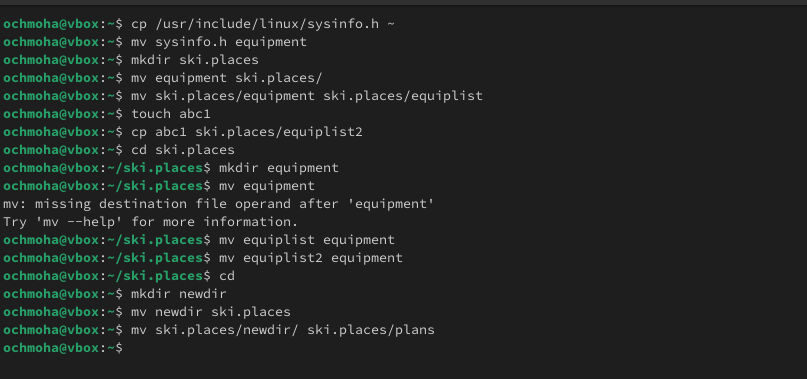 ochmoha@vbox:~$ cp /usr/include/linux/sysinfo.h ~
ochmoha@vbox:~$ mv sysinfo.h equipment
ochmoha@vbox:~$ mkdir ski.places
ochmoha@vbox:~$ mv equipment ski.places/
ochmoha@vbox:~$ mv ski.places/equipment ski.places/equiplist
ochmoha@vbox:~$ touch abc1
ochmoha@vbox:~$ cp abc1 ski.places/equiplist2
ochmoha@vbox:~$ cd ski.places
ochmoha@vbox:~/ski.places$ mkdir equipment
ochmoha@vbox:~/ski.places$ mv equipment
mv: missing destination file operand after 'equipment'
Try 'mv --help' for more information.
ochmoha@vbox:~/ski.places$ mv equiplist equipment
ochmoha@vbox:~/ski.places$ mv equiplist2 equipment
ochmoha@vbox:~/ski.places$ cd
ochmoha@vbox:~$ mkdir newdir
ochmoha@vbox:~$ mv newdir ski.places
ochmoha@vbox:~$ mv ski.places/newdir/ ski.places/plans
ochmoha@vbox:~$